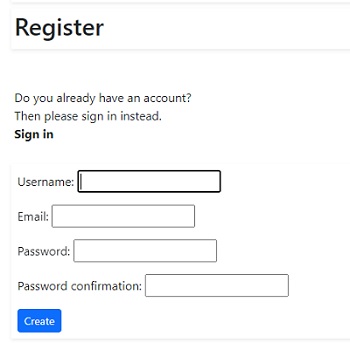 Register
Do you already have an account?
Then please sign in instead.
Sign in
Username:
Email:
Password:
Password confirmation:
Create